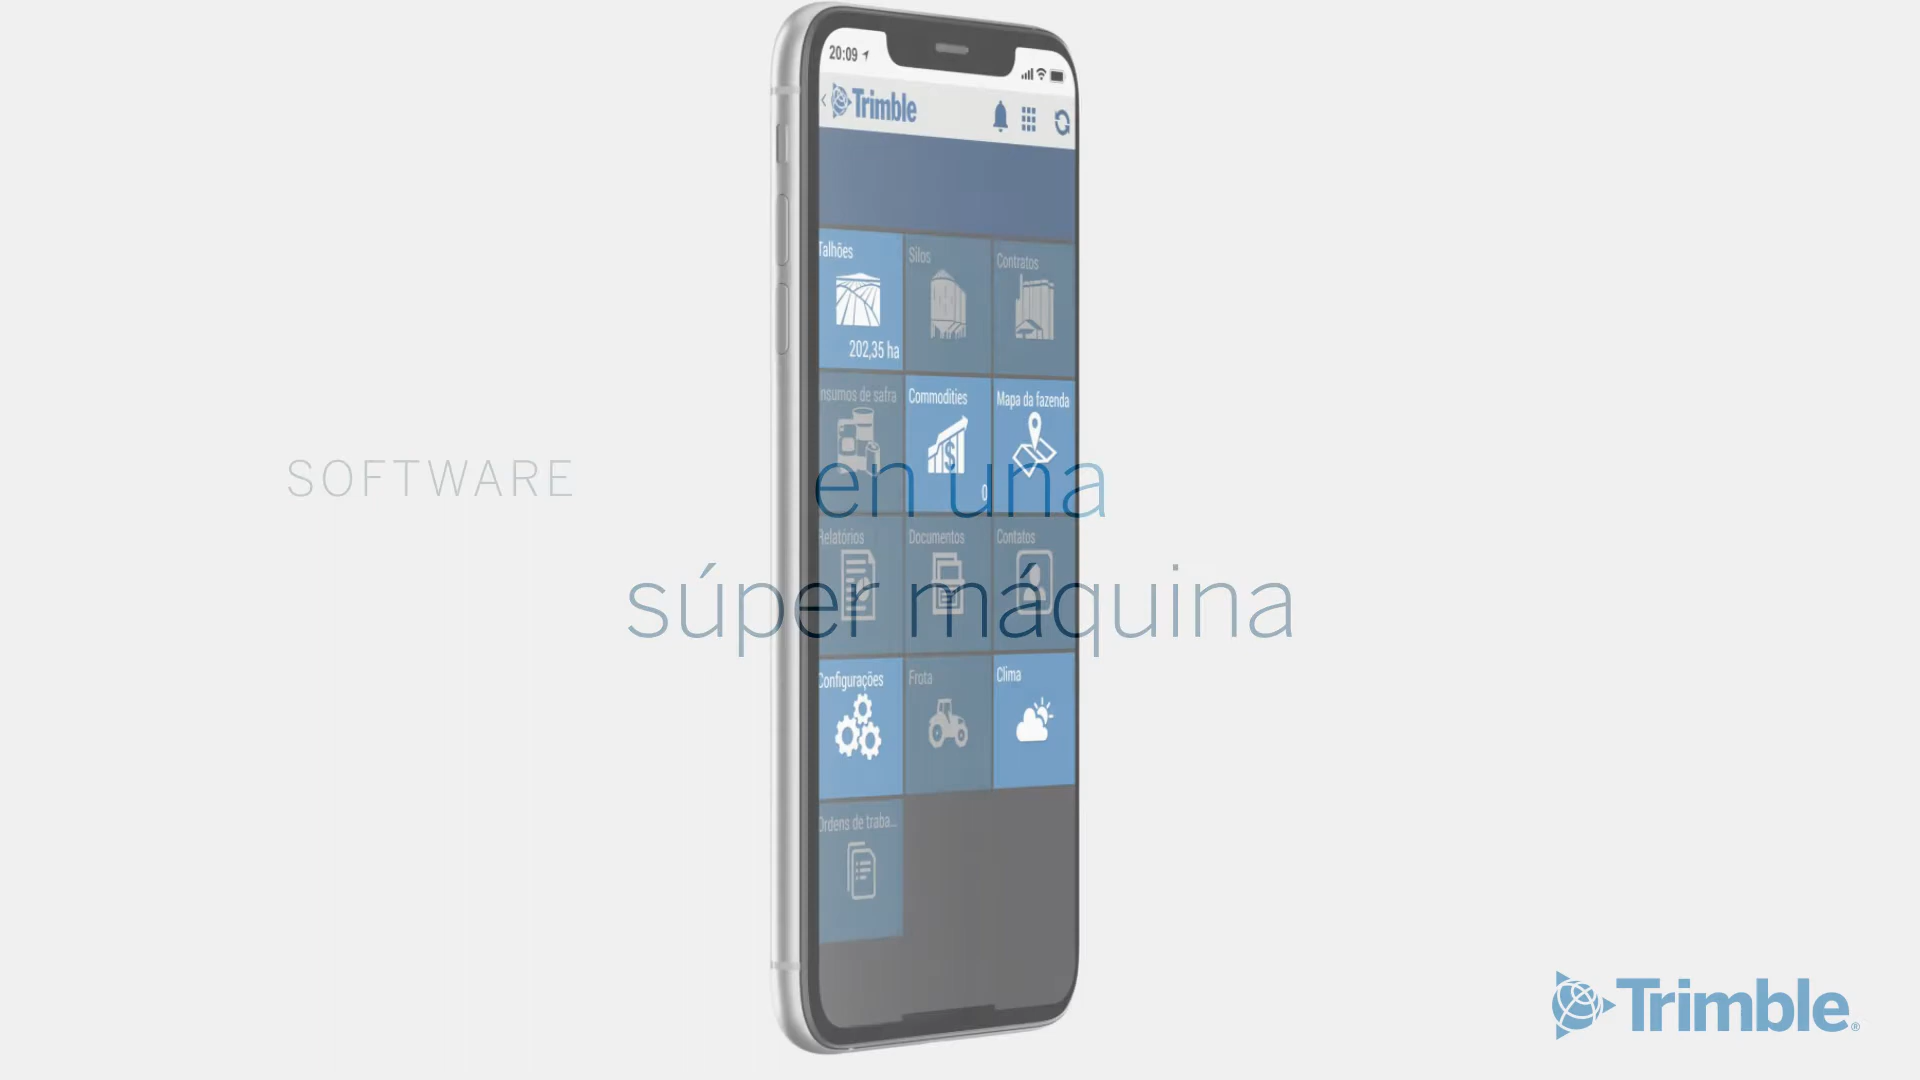 20:09
Trimble
Talhões
Silos
Contratos
202,35 ha
nsumos de safra
Commodities
Mapa da fazenda
0
SOFTWARE
en una
súper máquina
Relatórios
Documentos
Contatos
Configurações
Frota
Clima
Ordens de traba...
Trimble®